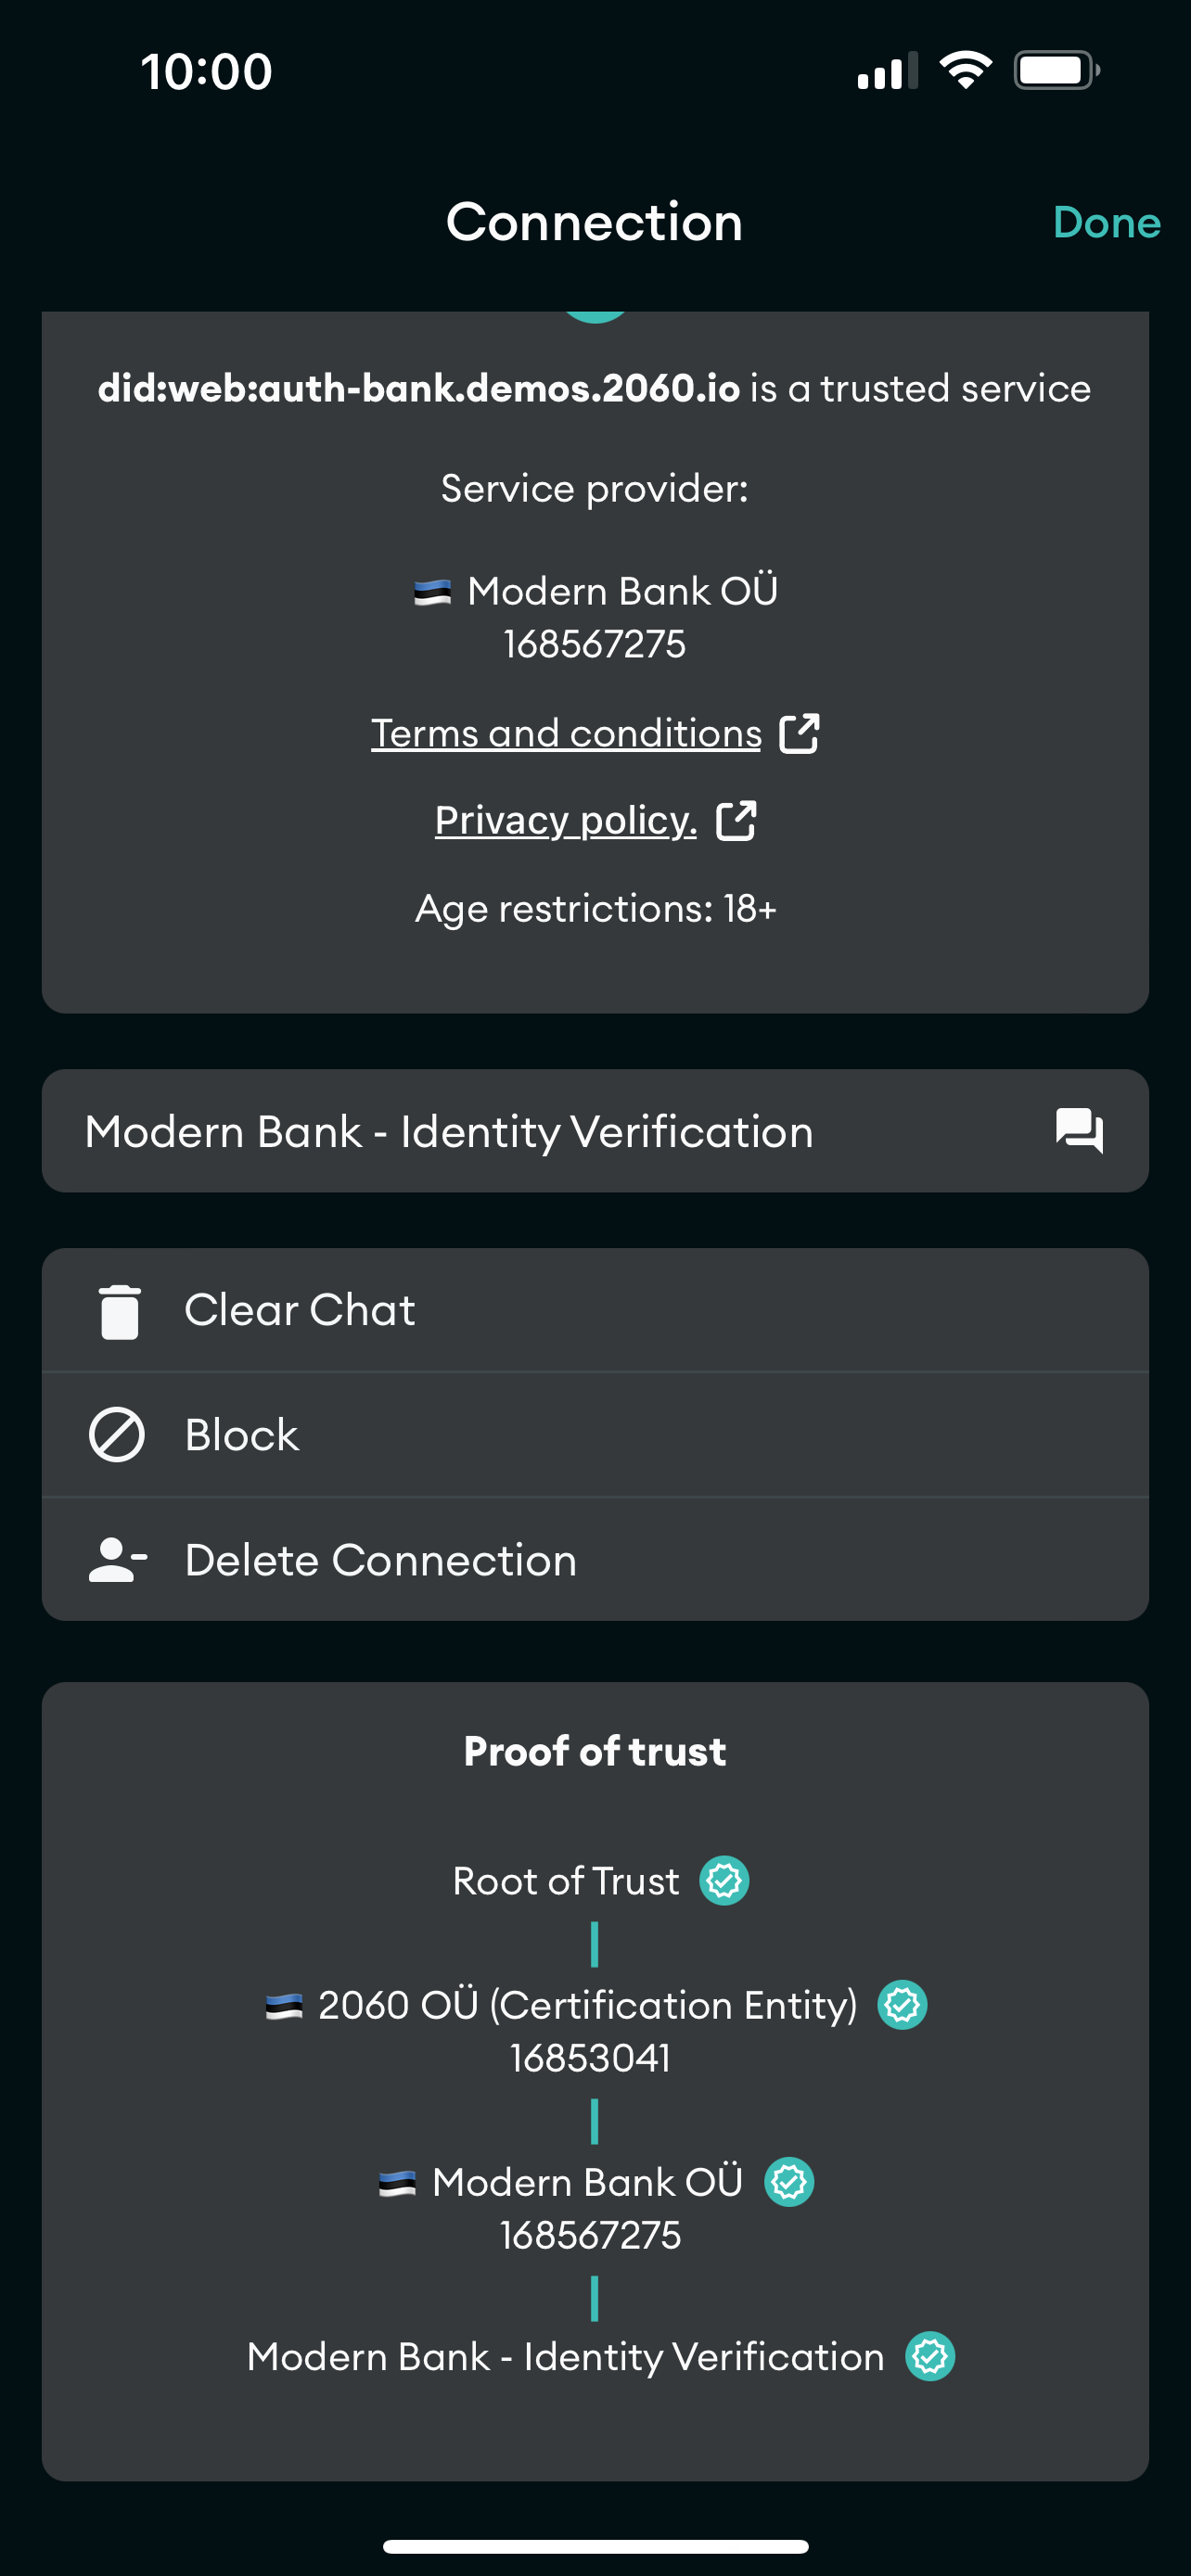 10:00
Connection
Done
did:web:auth-bank.demos.2060.io is a trusted service
Service provider:
Modern Bank OÜ
168567275
Terms and conditions
Privacy policy.
Age restrictions: 18+
Modern Bank - Identity Verification
Clear Chat
Block
Delete Connection
Proof of trust
Root of Trust
2060 OÜ (Certification Entity)
16853041
Modern Bank OÜ
168567275
Modern Bank - Identity Verification